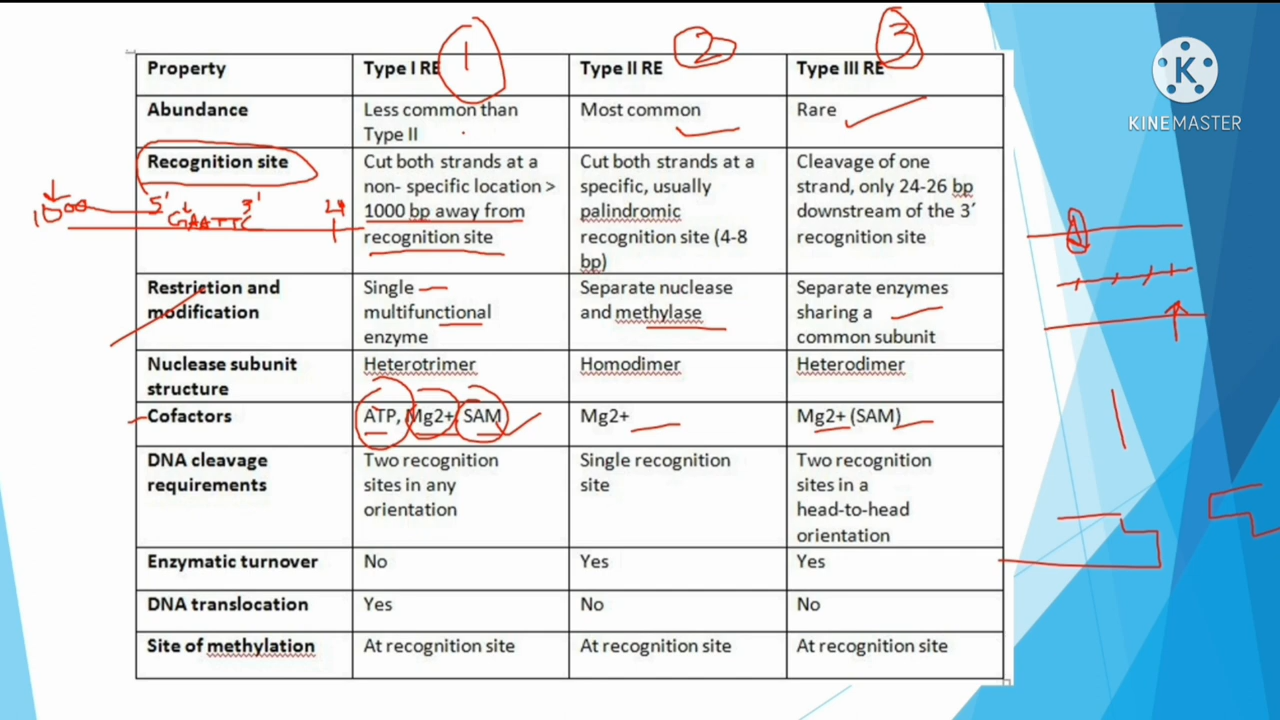 1 2 3
K
KINEMASTER
Property Type I RE Type II RE Type III RE
Abundance
Less common than
Type II
Most common
Rare
Recognition site
Cut both strands at a
non- specific location >
1000 bp away from
recognition site
Cut both strands at a
specific, usually
palindromic
recognition site (4-8
bp)
Cleavage of one
strand, only 24-26 bp
downstream of the 3’
recognition site
1000 5' GAATTC 3' 24
Restriction and
modification
Single
multifunctional
enzyme
Separate nuclease
and methylase
Separate enzymes
sharing a
common subunit
Nuclease subunit
structure
Heterotrimer
Homodimer
Heterodimer
Cofactors
ATP, Mg2+, SAM
Mg2+
Mg2+ (SAM)
DNA cleavage
requirements
Two recognition
sites in any
orientation
Single recognition
site
Two recognition
sites in a
head-to-head
orientation
Enzymatic turnover No Yes Yes
DNA translocation Yes No No
Site of methylation At recognition site At recognition site At recognition site